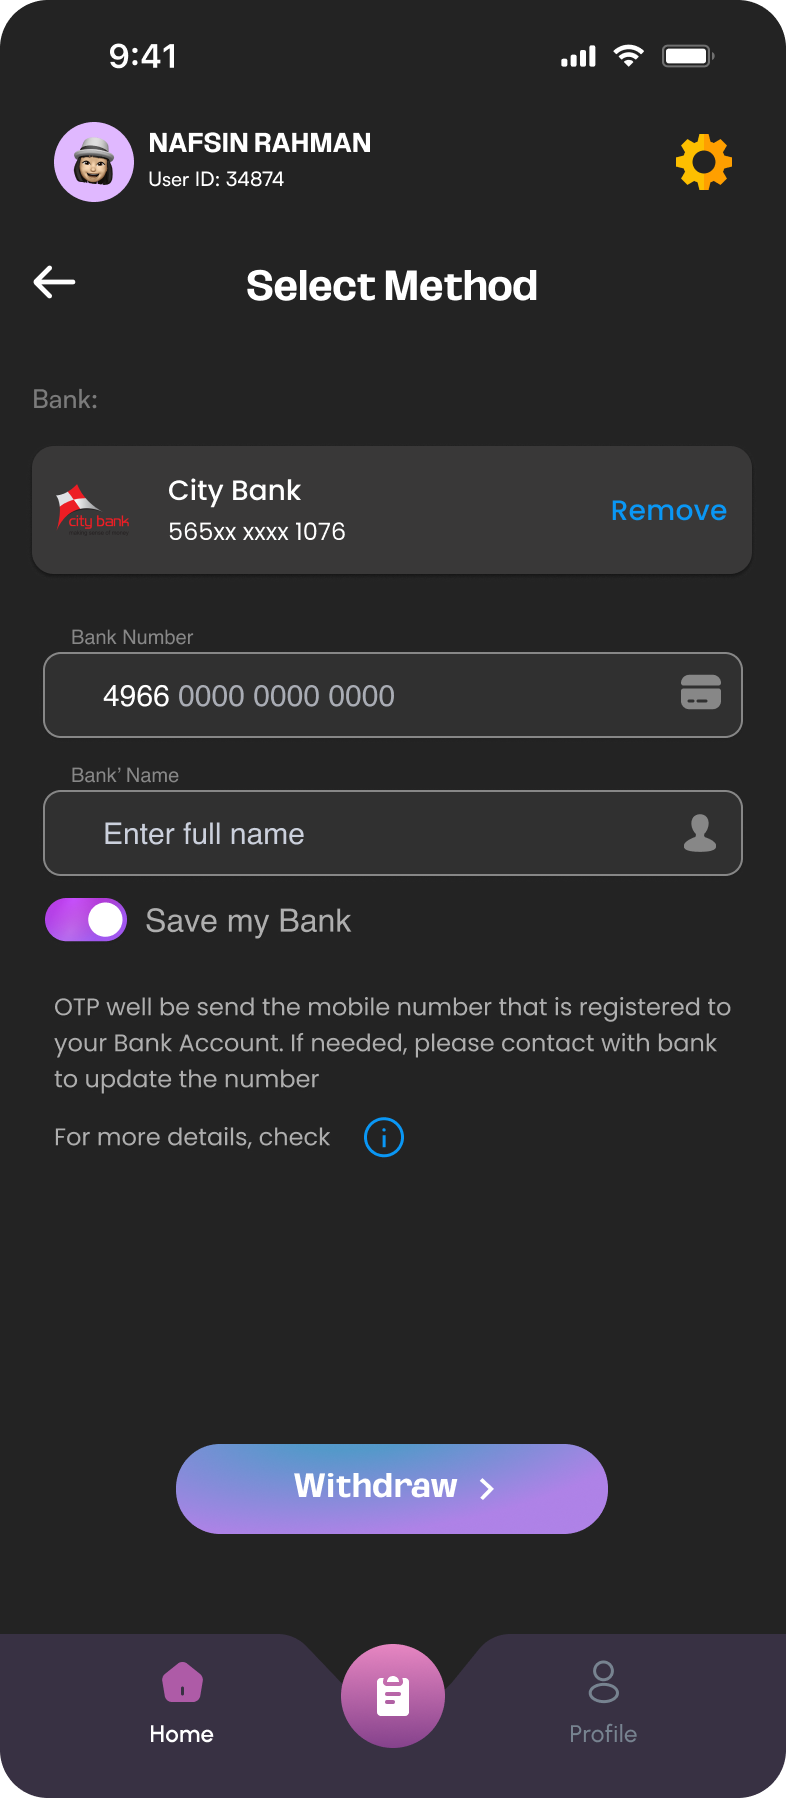 9:41
NAFSIN RAHMAN
User ID: 34874
Select Method
Bank:
city bank
City Bank
565xx xxxx 1076
Remove
Bank Number
4966 0000 0000 0000
Bank’ Name
Enter full name
Save my Bank
OTP well be send the mobile number that is registered to
your Bank Account. If needed, please contact with bank
to update the number
For more details, check
Withdraw
Home
Profile